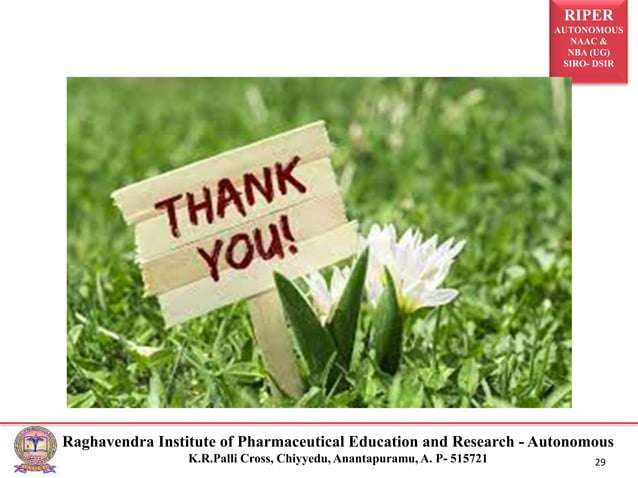 RIPER
AUTONOMOUS
NAAC &
NBA (UG)
SIRO- DSIR
THANK
YOU!
Raghavendra Institute of Pharmaceutical Education and Research - Autonomous
K.R.Palli Cross, Chiyyedu, Anantapuramu, A. P- 515721
29